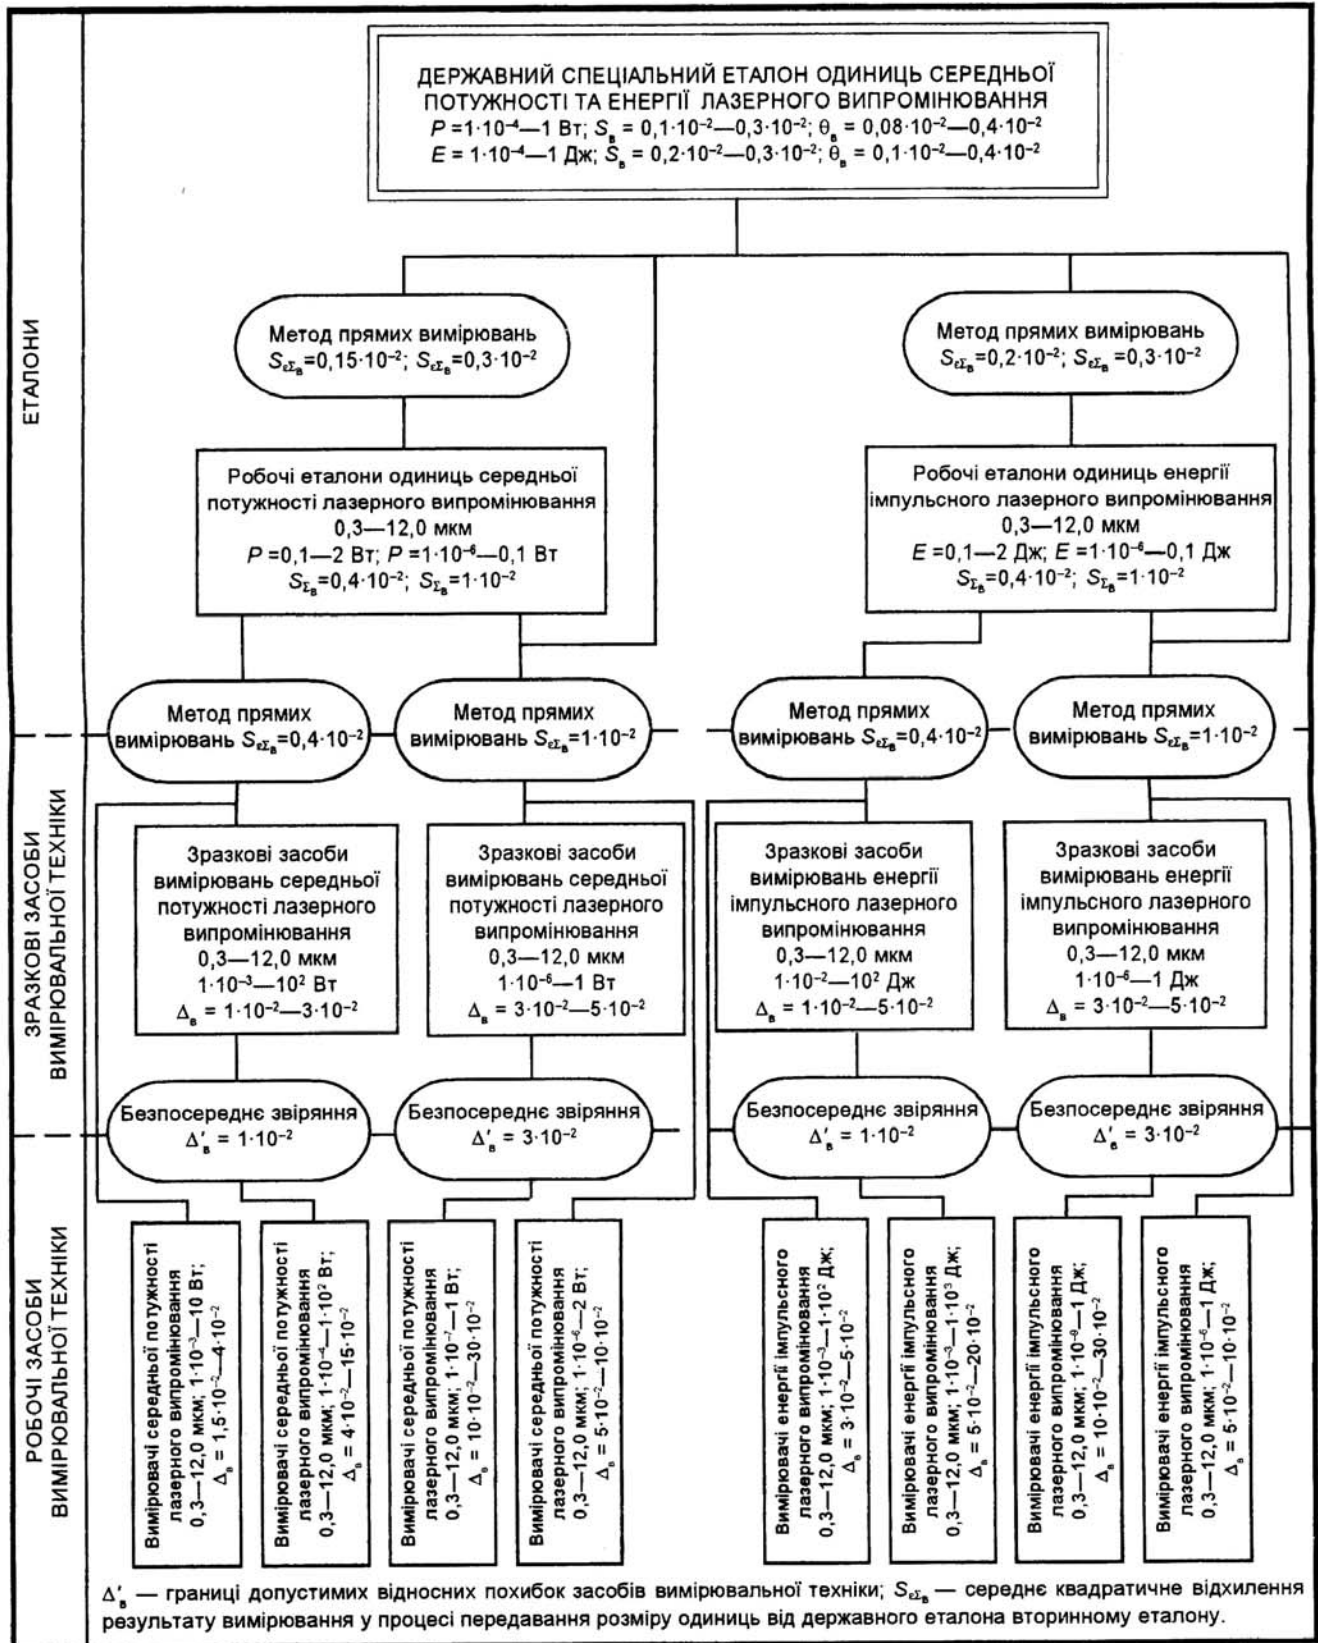 ДЕРЖАВНИЙ СПЕЦІАЛЬНИЙ ЕТАЛОН ОДИНИЦЬ СЕРЕДНЬОЇ
ПОТУЖНОСТІ ТА ЕНЕРГІЇ ЛАЗЕРНОГО ВИПРОМІНЮВАННЯ
P =1·10⁻⁴—1 Вт; Sв = 0,1·10⁻²—0,3·10⁻²; θв = 0,08·10⁻²—0,4·10⁻²
E = 1·10⁻⁴—1 Дж; Sв = 0,2·10⁻²—0,3·10⁻²; θв = 0,1·10⁻²—0,4·10⁻²
ЕТАЛОНИ
Метод прямих вимірювань
SεΣв=0,15·10⁻²; SεΣв=0,3·10⁻²
Метод прямих вимірювань
SεΣв=0,2·10⁻²; SεΣв=0,3·10⁻²
Робочі еталони одиниць середньої
потужності лазерного випромінювання
0,3—12,0 мкм
P=0,1—2 Вт; P=1·10⁻⁶—0,1 Вт
SΣв=0,4·10⁻²; SΣв=1·10⁻²
Робочі еталони одиниць енергії
імпульсного лазерного випромінювання
0,3—12,0 мкм
E=0,1—2 Дж; E=1·10⁻⁶—0,1 Дж
SΣв=0,4·10⁻²; SΣв=1·10⁻²
Метод прямих
вимірювань SεΣв=0,4·10⁻²
Метод прямих
вимірювань SεΣв=1·10⁻²
Метод прямих
вимірювань SεΣв=0,4·10⁻²
Метод прямих
вимірювань SεΣв=1·10⁻²
ЗРАЗКОВІ ЗАСОБИ
ВИМІРЮВАЛЬНОЇ ТЕХНІКИ
Зразкові засоби
вимірювань середньої
потужності лазерного
випромінювання
0,3—12,0 мкм
1·10⁻³—10² Вт
Δв = 1·10⁻²—3·10⁻²
Зразкові засоби
вимірювань середньої
потужності лазерного
випромінювання
0,3—12,0 мкм
1·10⁻⁶—1 Вт
Δв = 3·10⁻²—5·10⁻²
Зразкові засоби
вимірювань енергії
імпульсного лазерного
випромінювання
0,3—12,0 мкм
1·10⁻²—10² Дж
Δв = 1·10⁻²—5·10⁻²
Зразкові засоби
вимірювань енергії
імпульсного лазерного
випромінювання
0,3—12,0 мкм
1·10⁻⁶—1 Дж
Δв = 3·10⁻²—5·10⁻²
Безпосереднє звіряння
Δ′в = 1·10⁻²
Безпосереднє звіряння
Δ′в = 3·10⁻²
Безпосереднє звіряння
Δ′в = 1·10⁻²
Безпосереднє звіряння
Δ′в = 3·10⁻²
РОБОЧІ ЗАСОБИ
ВИМІРЮВАЛЬНОЇ ТЕХНІКИ
Вимірювачі середньої потужності
лазерного випромінювання
0,3—12,0 мкм; 1·10⁻³—10 Вт;
Δв = 1,5·10⁻²—4·10⁻²
Вимірювачі середньої потужності
лазерного випромінювання
0,3—12,0 мкм; 1·10⁻⁴—1·10² Вт;
Δв = 4·10⁻²—15·10⁻²
Вимірювачі середньої потужності
лазерного випромінювання
0,3—12,0 мкм; 1·10⁻⁷—1 Вт;
Δв = 10·10⁻²—30·10⁻²
Вимірювачі середньої потужності
лазерного випромінювання
0,3—12,0 мкм; 1·10⁻⁶—2 Вт;
Δв = 5·10⁻²—10·10⁻²
Вимірювачі енергії імпульсного
лазерного випромінювання
0,3—12,0 мкм; 1·10⁻³—1·10² Дж;
Δв = 3·10⁻²—5·10⁻²
Вимірювачі енергії імпульсного
лазерного випромінювання
0,3—12,0 мкм; 1·10⁻³—1·10³ Дж;
Δв = 5·10⁻²—20·10⁻²
Вимірювачі енергії імпульсного
лазерного випромінювання
0,3—12,0 мкм; 1·10⁻⁹—1 Дж;
Δв = 10·10⁻²—30·10⁻²
Вимірювачі енергії імпульсного
лазерного випромінювання
0,3—12,0 мкм; 1·10⁻⁶—1 Дж;
Δв = 5·10⁻²—10·10⁻²
Δ′в — границі допустимих відносних похибок засобів вимірювальної техніки; SεΣв — середнє квадратичне відхилення
результату вимірювання у процесі передавання розміру одиниць від державного еталона вторинному еталону.